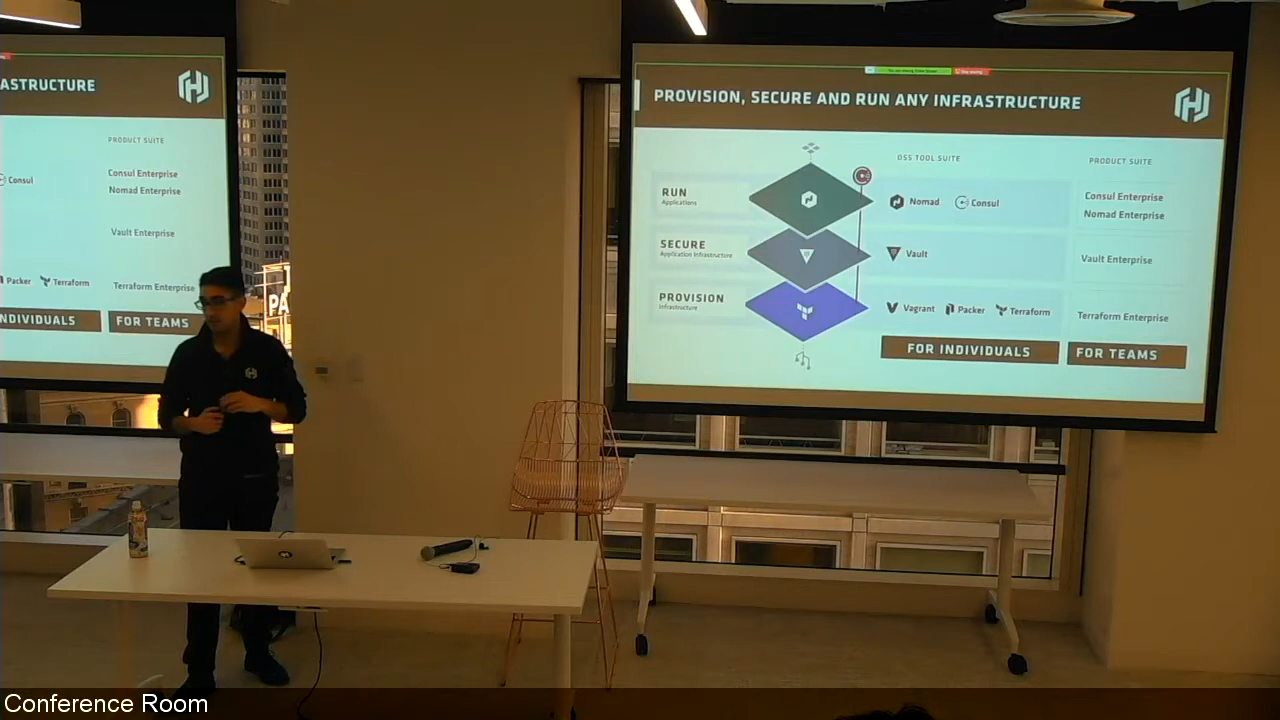 ASTRUCTURE
PRODUCT SUITE
Consul
Consul Enterprise
Nomad Enterprise
Vault Enterprise
Packer Terraform
Terraform Enterprise
INDIVIDUALS
FOR TEAMS
PA
PROVISION, SECURE AND RUN ANY INFRASTRUCTURE
OSS TOOL SUITE
PRODUCT SUITE
RUN
Applications
Nomad Consul
Consul Enterprise
Nomad Enterprise
SECURE
Application Infrastructure
Vault
Vault Enterprise
PROVISION
Infrastructure
Vagrant Packer Terraform
Terraform Enterprise
FOR INDIVIDUALS
FOR TEAMS
Conference Room